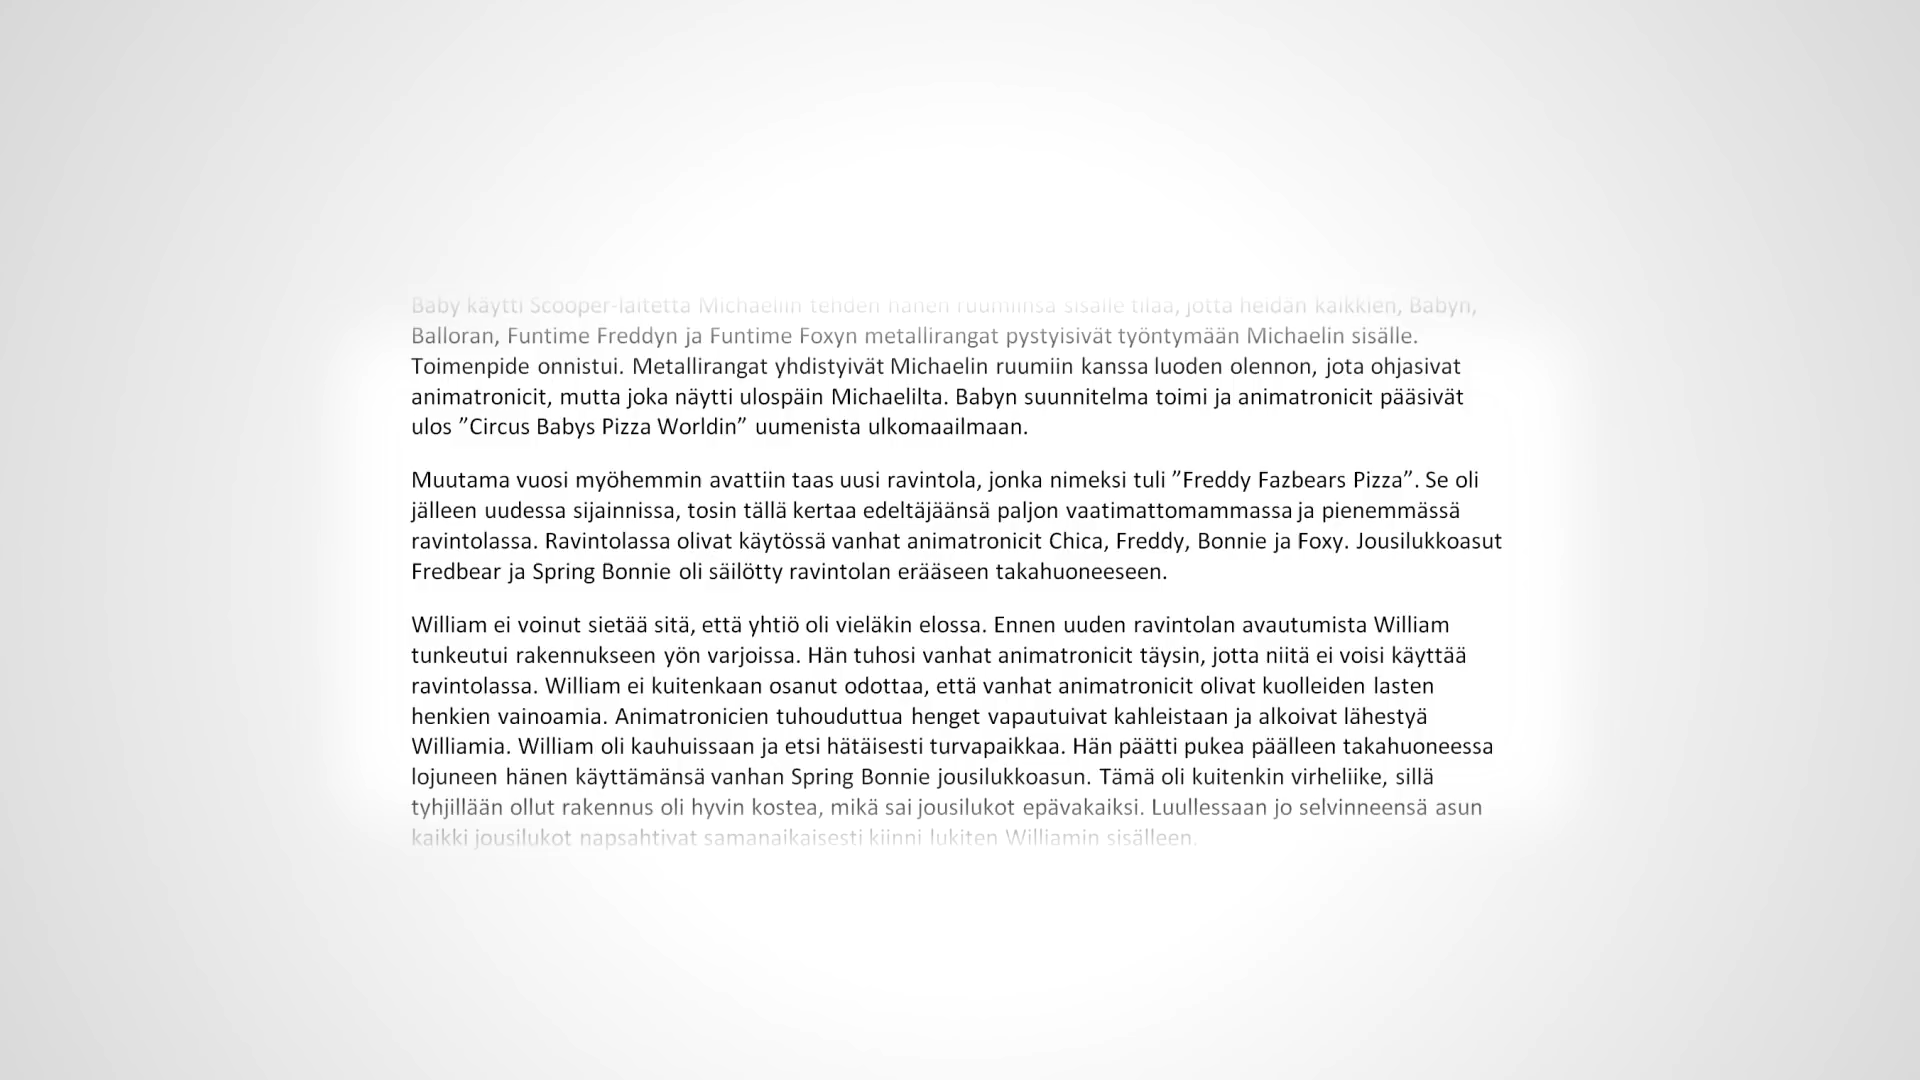 Baby käytti Scooper-laitetta Michaeliin tehden hänen ruumiinsa sisälle tilaa, jotta heidän kaikkien, Babyn,
Balloran, Funtime Freddyn ja Funtime Foxyn metallirangat pystyisivät työntymään Michaelin sisälle.
Toimenpide onnistui. Metallirangat yhdistyivät Michaelin ruumiin kanssa luoden olennon, jota ohjasivat
animatronicit, mutta joka näytti ulospäin Michaelilta. Babyn suunnitelma toimi ja animatronicit pääsivät
ulos ”Circus Babys Pizza Worldin” uumenista ulkomaailmaan.
Muutama vuosi myöhemmin avattiin taas uusi ravintola, jonka nimeksi tuli ”Freddy Fazbears Pizza”. Se oli
jälleen uudessa sijainnissa, tosin tällä kertaa edeltäjäänsä paljon vaatimattomammassa ja pienemmässä
ravintolassa. Ravintolassa olivat käytössä vanhat animatronicit Chica, Freddy, Bonnie ja Foxy. Jousilukkoasut
Fredbear ja Spring Bonnie oli säilötty ravintolan erääseen takahuoneeseen.
William ei voinut sietää sitä, että yhtiö oli vieläkin elossa. Ennen uuden ravintolan avautumista William
tunkeutui rakennukseen yön varjoissa. Hän tuhosi vanhat animatronicit täysin, jotta niitä ei voisi käyttää
ravintolassa. William ei kuitenkaan osanut odottaa, että vanhat animatronicit olivat kuolleiden lasten
henkien vainoamia. Animatronicien tuhouduttua henget vapautuivat kahleistaan ja alkoivat lähestyä
Williamia. William oli kauhuissaan ja etsi hätäisesti turvapaikkaa. Hän päätti pukea päälleen takahuoneessa
lojuneen hänen käyttämänsä vanhan Spring Bonnie jousilukkoasun. Tämä oli kuitenkin virheliike, sillä
tyhjillään ollut rakennus oli hyvin kostea, mikä sai jousilukot epävakaiksi. Luullessaan jo selvinneensä asun
kaikki jousilukot napsahtivat samanaikaisesti kiinni lukiten Williamin sisälleen.